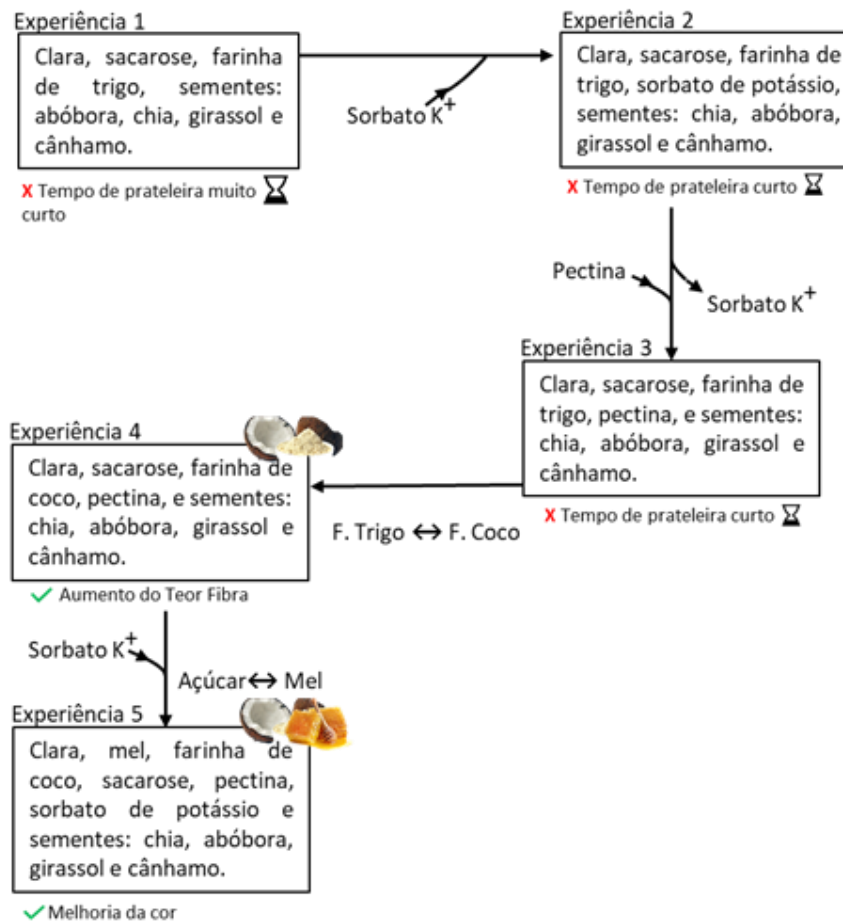 Experiência 1
Clara, sacarose, farinha
de trigo, sementes:
abóbora, chia, girassol e
cânhamo.
X Tempo de prateleira muito
curto
Sorbato K+
Experiência 2
Clara, sacarose, farinha de
trigo, sorbato de potássio,
sementes: chia, abóbora,
girassol e cânhamo.
X Tempo de prateleira curto
Pectina
Sorbato K+
Experiência 3
Clara, sacarose, farinha de
trigo, pectina, e sementes:
chia, abóbora, girassol e
cânhamo.
X Tempo de prateleira curto
F. Trigo ↔ F. Coco
Experiência 4
Clara, sacarose, farinha de
coco, pectina, e sementes:
chia, abóbora, girassol e
cânhamo.
✓ Aumento do Teor Fibra
Sorbato K+
Açúcar ↔ Mel
Experiência 5
Clara, mel, farinha de
coco, sacarose, pectina,
sorbato de potássio e
sementes: chia, abóbora,
girassol e cânhamo.
✓ Melhoria da cor